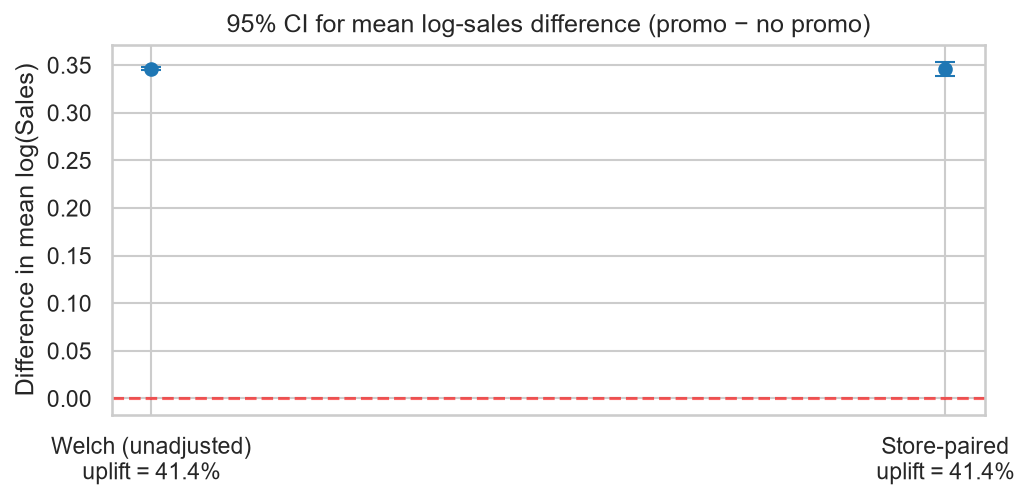 95% CI for mean log-sales difference (promo − no promo)
Difference in mean log(Sales)
0.35
0.30
0.25
0.20
0.15
0.10
0.05
0.00
Welch (unadjusted)
uplift = 41.4%
Store-paired
uplift = 41.4%